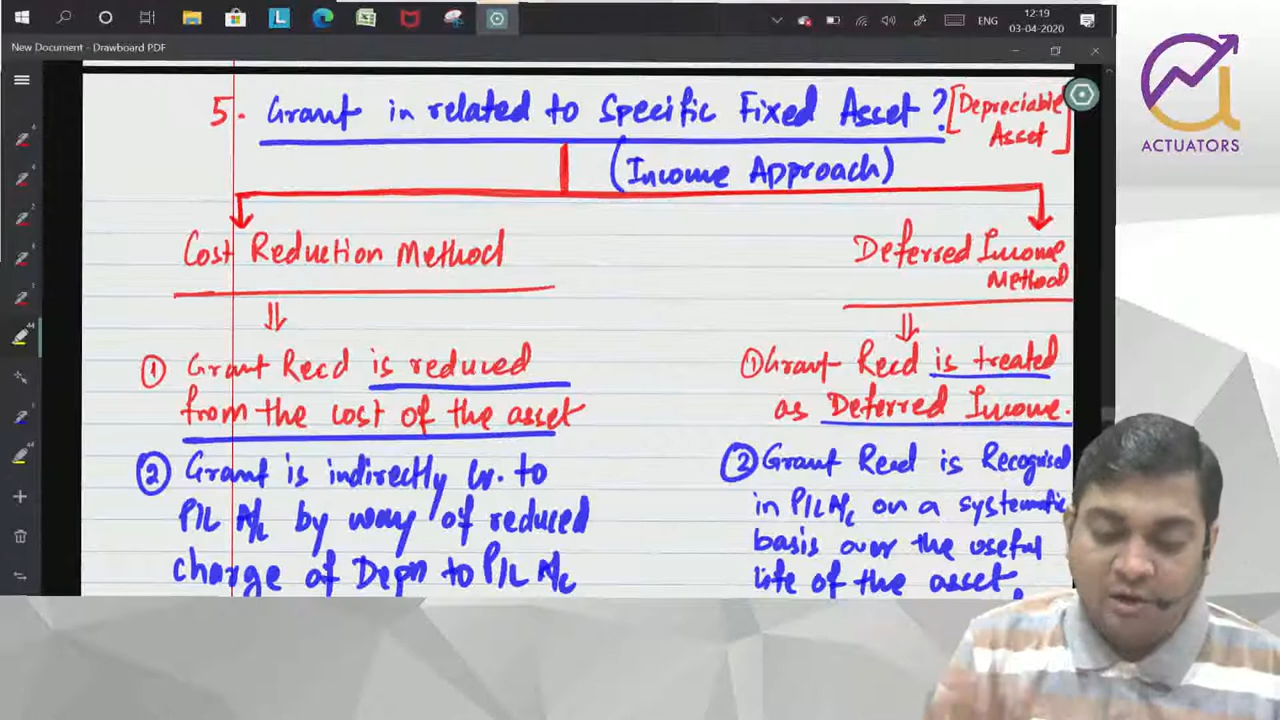 12:19
ENG
03-04-2020
New Document - Drawboard PDF
ACTUATORS
5. Grant in related to Specific Fixed Asset? [Depreciable Asset]
(Income Approach)
Cost Reduction Method
① Grant Recd is reduced
from the cost of the asset
② Grant is indirectly Cr. to
P/L A/c by way of reduced
charge of Depn to P/L A/c
Deferred Income
Method
① Grant Recd is treated
as Deferred Income.
② Grant Recd is Recognised
in P/L A/c on a systematic
basis over the useful
life of the asset.